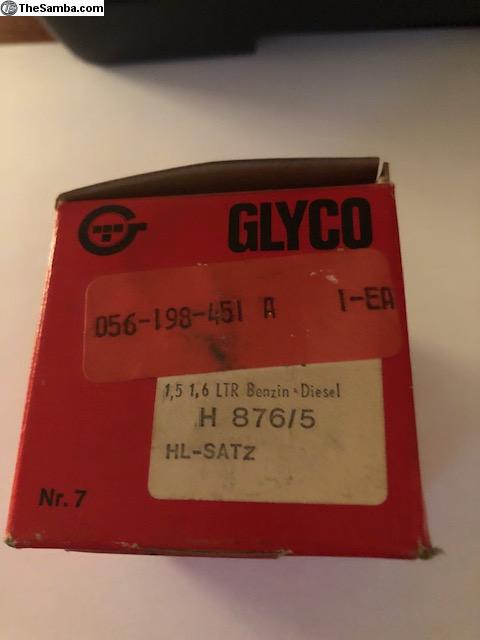 TheSamba.com
GLYCO
056-198-451 A 1-EA
1,5 1,6 LTR Benzin + Diesel
H 876/5
HL-SATZ
Nr. 7